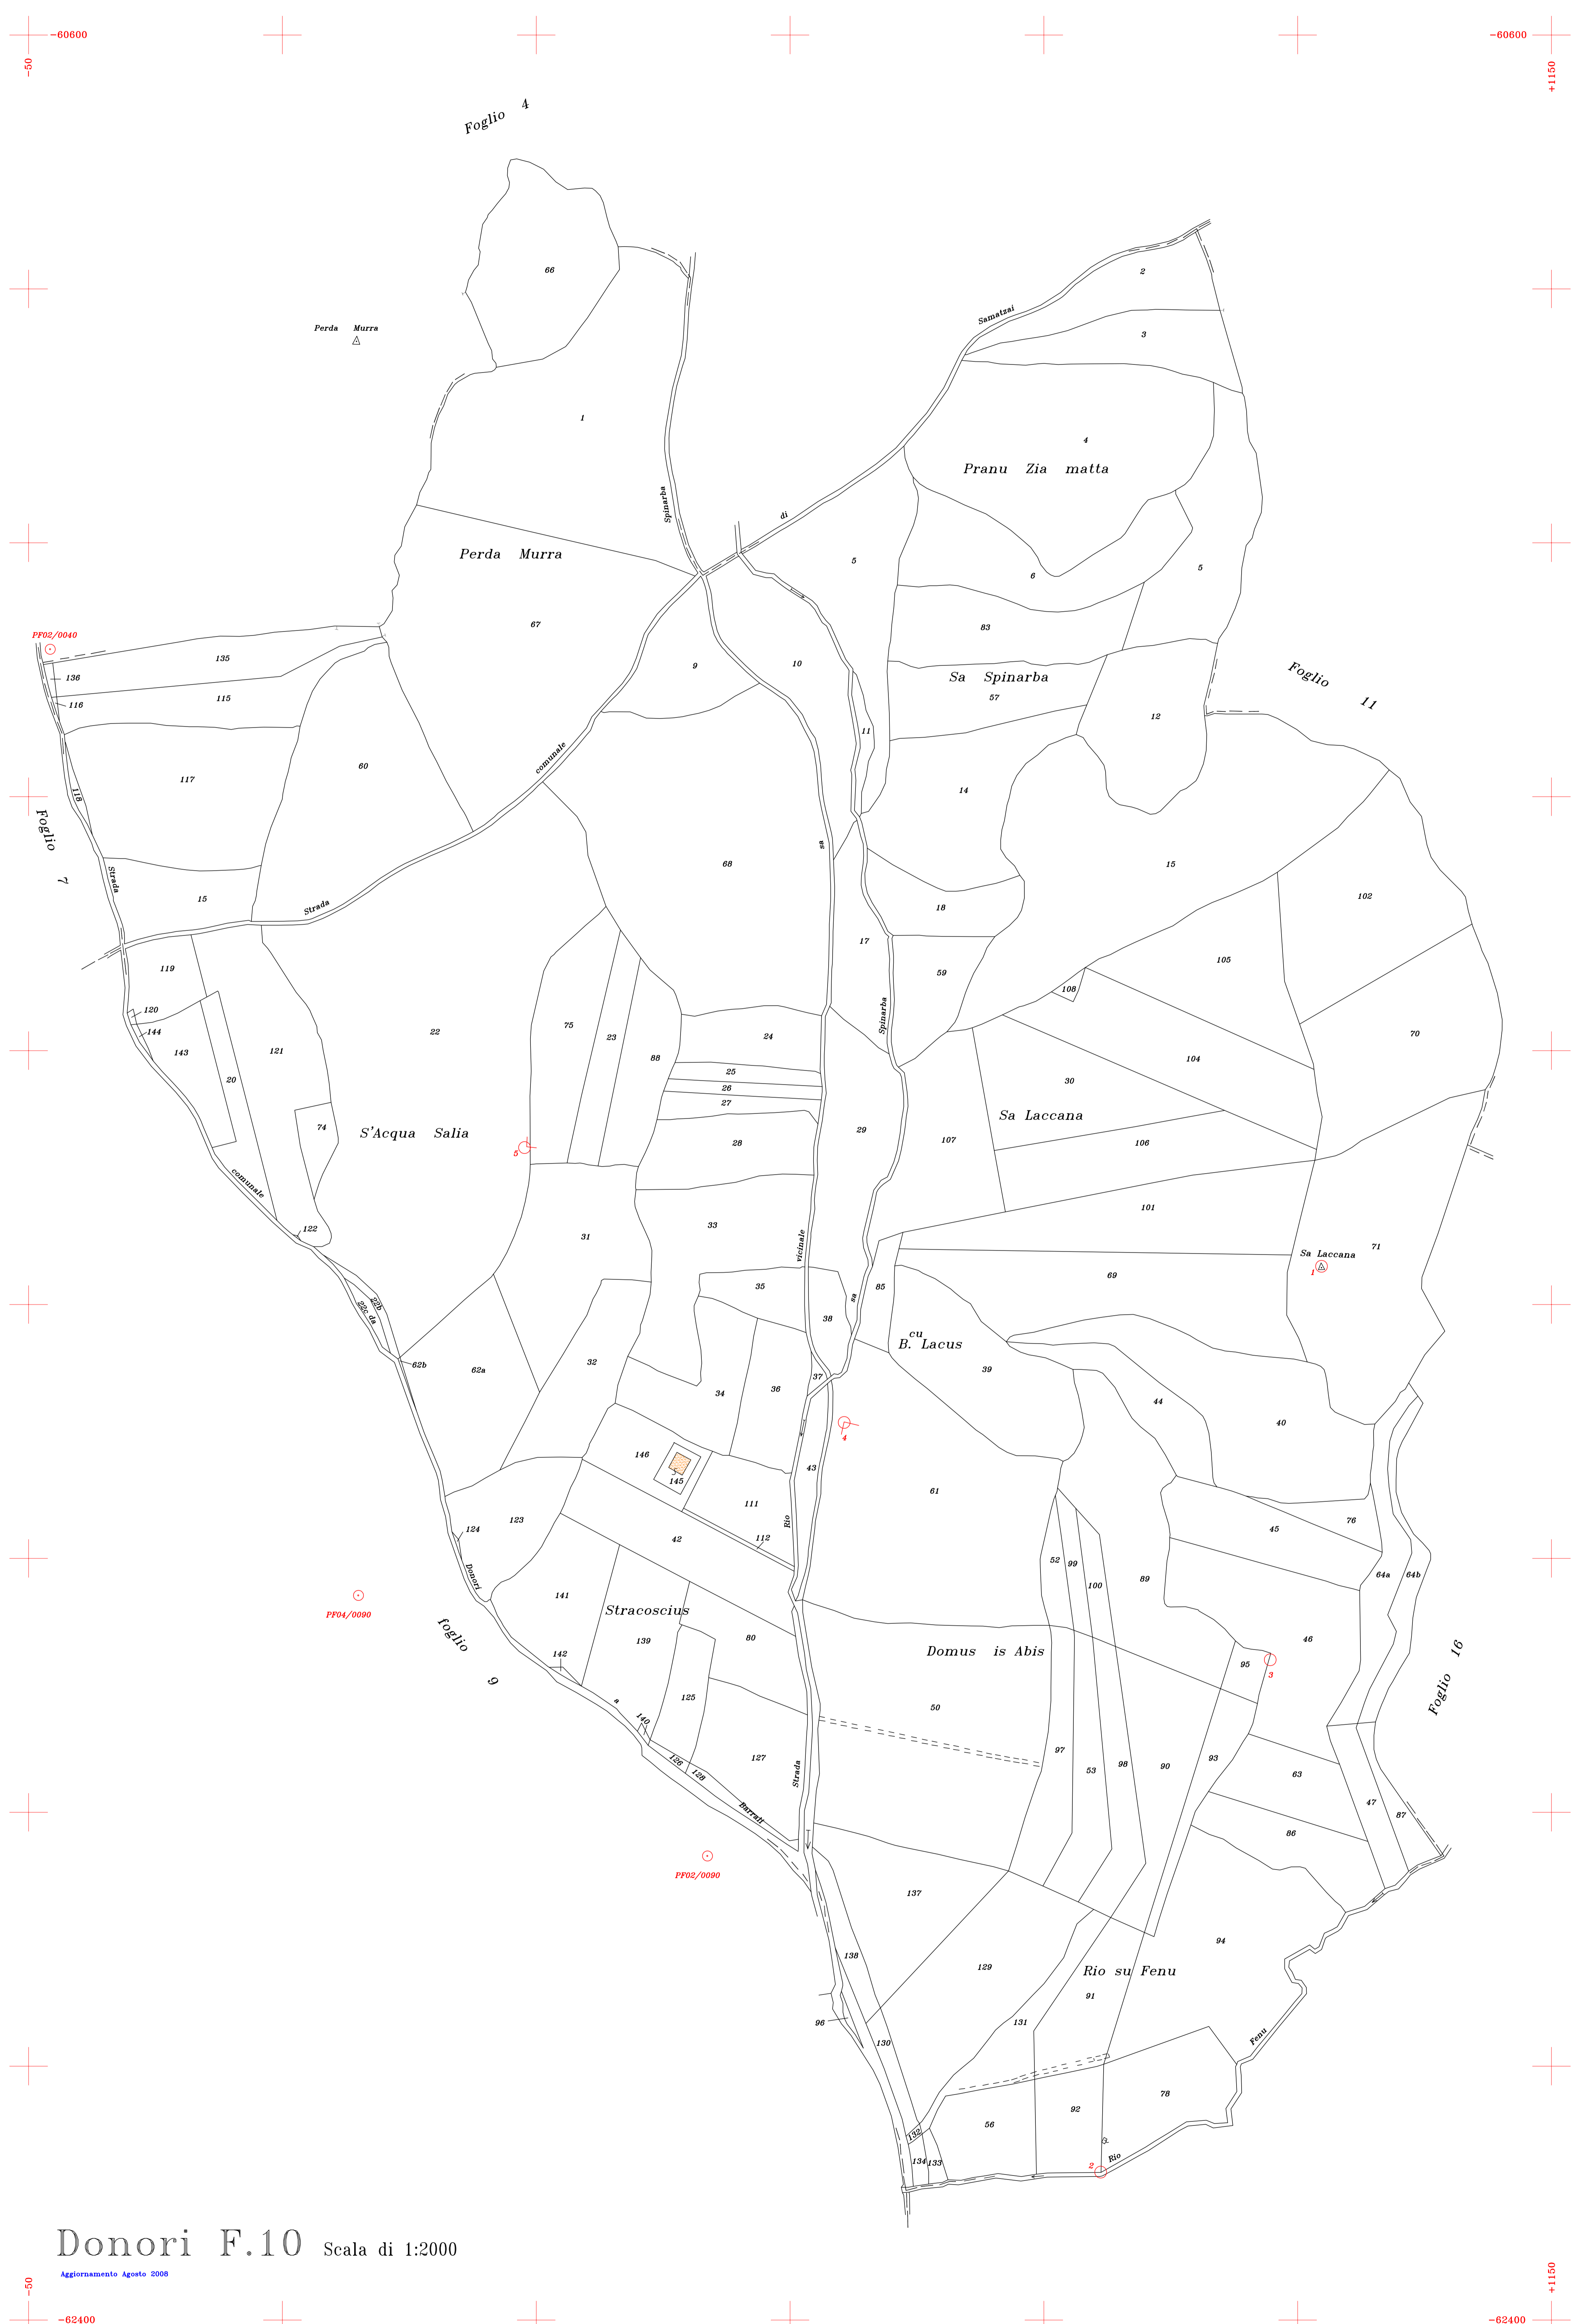 -60600
-60600
-50
+1150
Foglio 4
66
2
Samatzai
3
Perda Murra
1
4
Pranu Zia matta
Spinarba
di
Perda Murra
5
6
5
PF02/0040
67
83
135
9
10
136
Sa Spinarba
Foglio 11
116
115
57
12
11
comunale
60
117
14
118
Foglio 7
sa
68
15
Strada
102
15
Strada
18
17
105
119
59
108
120
Spinarba
144
22
75
23
24
70
143
121
88
104
25
20
30
26
27
Sa Laccana
74
S'Acqua Salia
29
28
107
106
5
comunale
101
122
33
31
vicinale
71
Sa Laccana
1
69
35
85
22b
22c da
sa
38
cu
B. Lacus
62b
62a
32
37
39
34
36
44
40
4
146
145
43
61
111
Rio
123
124
112
45
76
42
52
99
100
89
64a
64b
Donori
141
PF04/0090
Stracoscius
foglio 9
139
80
142
Domus is Abis
46
95
3
Foglio 16
125
50
a
140
126
128
127
97
53
98
90
93
63
Strada
47
87
Barrali
86
PF02/0090
137
138
94
129
Rio su Fenu
91
96
131
130
Fenu
78
92
56
132
134
133
2
Rio
Donori F.10 Scala di 1:2000
Aggiornamento Agosto 2008
-50
+1150
-62400
-62400